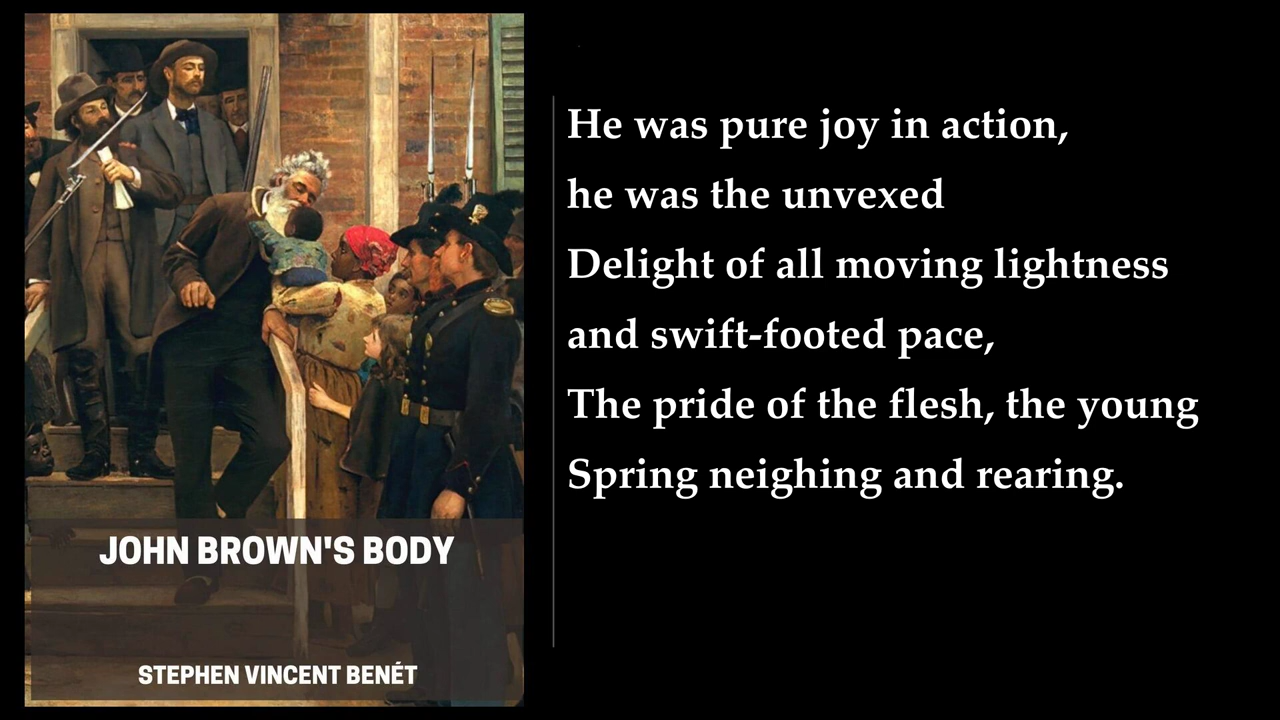 JOHN BROWN'S BODY
STEPHEN VINCENT BENÉT
He was pure joy in action,
he was the unvexed
Delight of all moving lightness
and swift-footed pace,
The pride of the flesh, the young
Spring neighing and rearing.